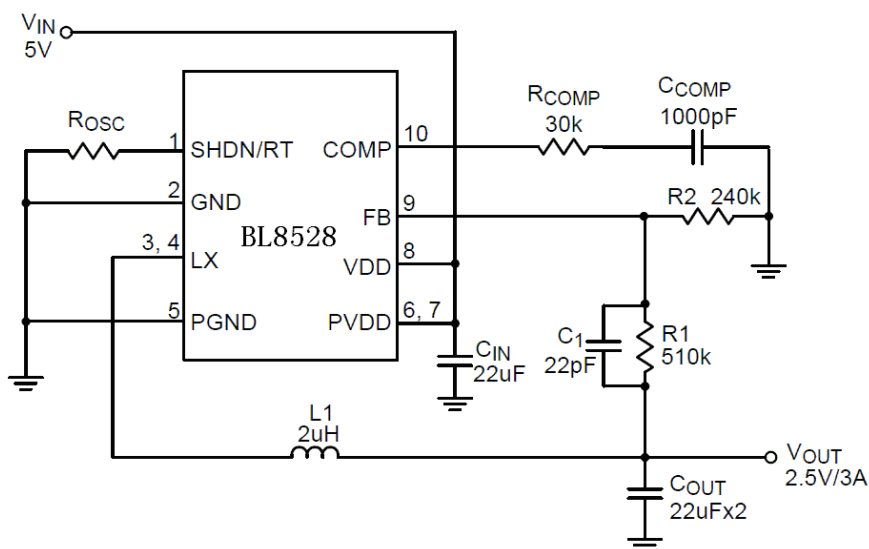 VIN
5V
ROSC
1
SHDN/RT
2
GND
3, 4
LX
5
PGND
BL8528
COMP
10
FB
9
VDD
8
PVDD
6, 7
RCOMP
30k
CCOMP
1000pF
R2 240k
CIN
22uF
C1
22pF
R1
510k
L1
2uH
VOUT
2.5V/3A
COUT
22uFx2